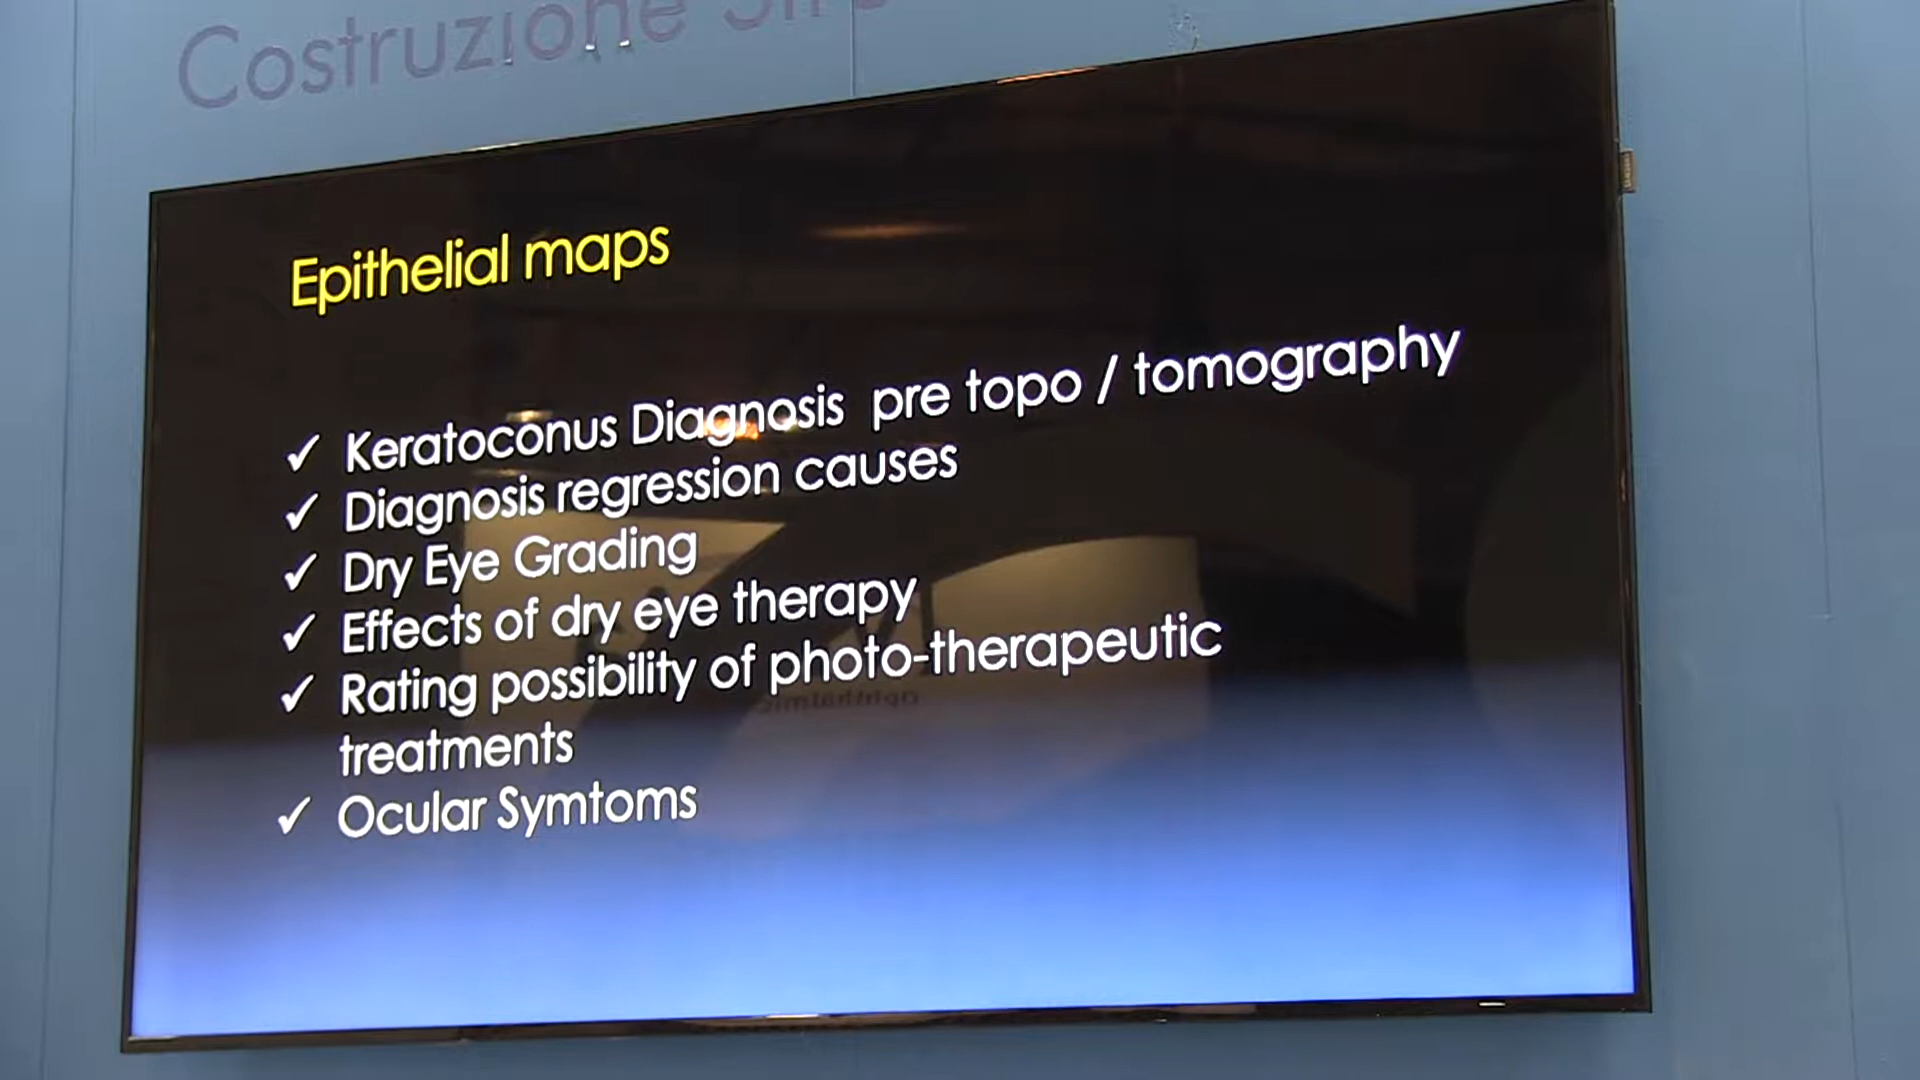 Costruzione
Epithelial maps
✓ Keratoconus Diagnosis pre topo / tomography
✓ Diagnosis regression causes
✓ Dry Eye Grading
✓ Effects of dry eye therapy
✓ Rating possibility of photo-therapeutic
treatments
✓ Ocular Symtoms